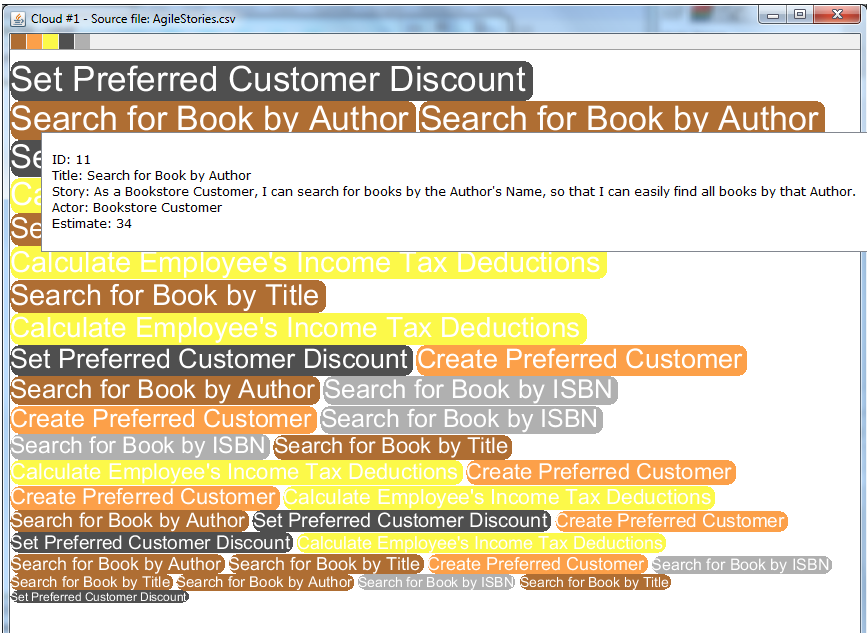 Cloud #1 - Source file: AgileStories.csv
Set Preferred Customer Discount
Search for Book by Author Search for Book by Author
Se
ID: 11
Title: Search for Book by Author
Story: As a Bookstore Customer, I can search for books by the Author's Name, so that I can easily find all books by that Author.
Actor: Bookstore Customer
Estimate: 34
Ca
Se
Calculate Employee's Income Tax Deductions
Search for Book by Title
Calculate Employee's Income Tax Deductions
Set Preferred Customer Discount Create Preferred Customer
Search for Book by Author Search for Book by ISBN
Create Preferred Customer Search for Book by ISBN
Search for Book by ISBN Search for Book by Title
Calculate Employee's Income Tax Deductions Create Preferred Customer
Create Preferred Customer Calculate Employee's Income Tax Deductions
Search for Book by Author Set Preferred Customer Discount Create Preferred Customer
Set Preferred Customer Discount Calculate Employee's Income Tax Deductions
Search for Book by Author Search for Book by Title Create Preferred Customer Search for Book by ISBN
Search for Book by Title Search for Book by Author Search for Book by ISBN Search for Book by Title
Set Preferred Customer Discount